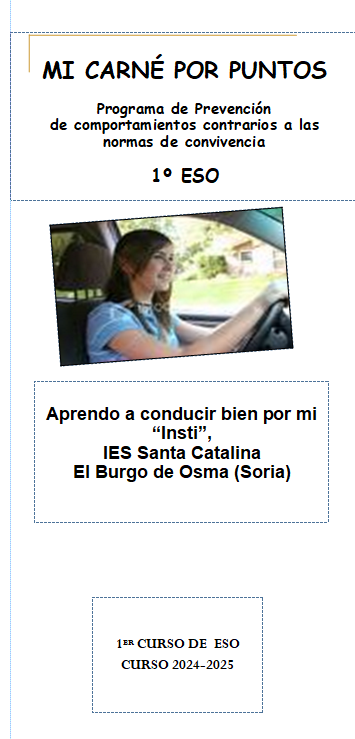 MI CARNÉ POR PUNTOS
Programa de Prevención
de comportamientos contrarios a las
normas de convivencia
1º ESO
Aprendo a conducir bien por mi
“Insti”,
IES Santa Catalina
El Burgo de Osma (Soria)
1ER CURSO DE ESO
CURSO 2024-2025